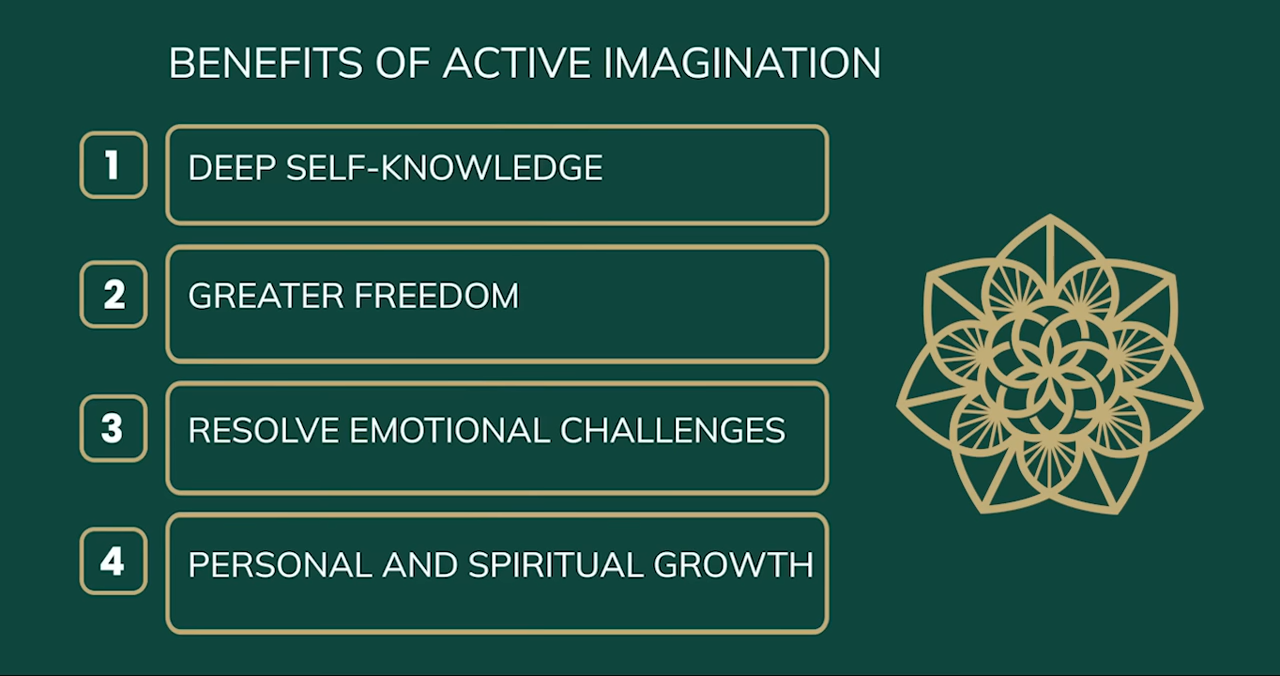 BENEFITS OF ACTIVE IMAGINATION
1 DEEP SELF-KNOWLEDGE
2 GREATER FREEDOM
3 RESOLVE EMOTIONAL CHALLENGES
4 PERSONAL AND SPIRITUAL GROWTH